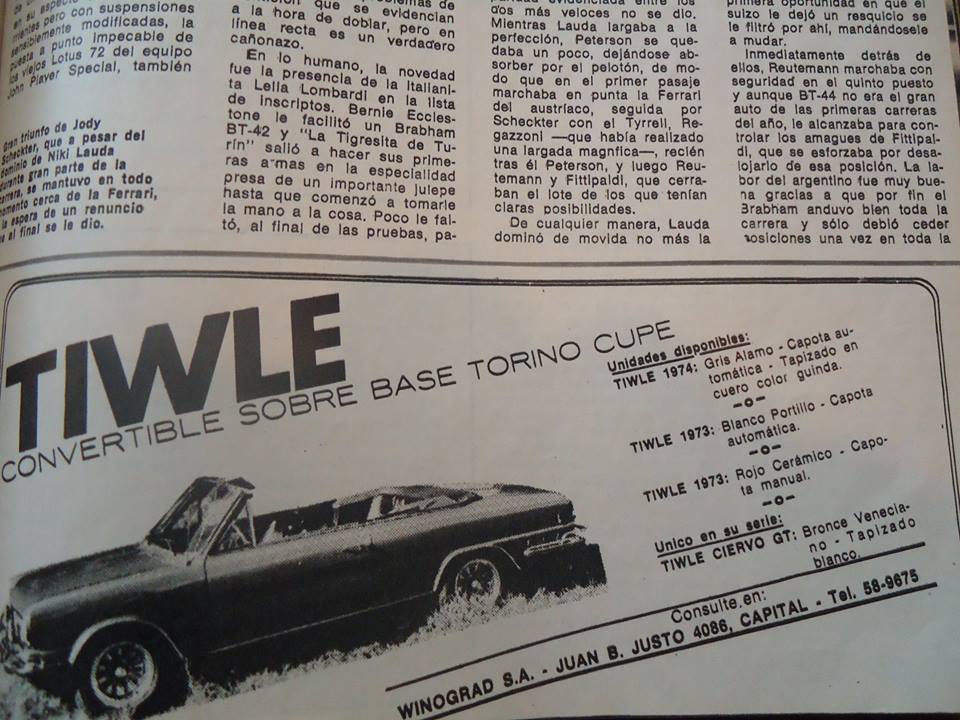 mientes pero con suspensiones
sensiblemente modificadas, la
puesta a punto impecable de
los viejos Lotus 72 del equipo
John Player Special, también
Gran triunfo de Jody
Scheckter, que a pesar del
dominio de Niki Lauda
durante gran parte de la
carrera, se mantuvo en todo
momento cerca de la Ferrari,
la espera de un renuncio
que al final se le dio.
que se evidencian
a la hora de doblar, pero en
línea recta es un verdadero
cañonazo.
En lo humano, la novedad
fue la presencia de la italiani-
ta Lella Lombardi en la lista
de inscriptos. Bernie Eccles-
tone le facilitó un Brabham
BT-42 y "La Tigresita de Tu-
rín" salió a hacer sus prime-
ras armas en la especialidad
presa de un importante julepe
hasta que comenzó a tomarle
la mano a la cosa. Poco le fal-
tó, al final de las pruebas, pa-
evidenciada entre los
dos más veloces no se dio.
Mientras Lauda largaba a la
perfección, Peterson se que-
daba un poco, dejándose ab-
sorber por el pelotón, de mo-
do que en el primer pasaje
marchaba en punta la Ferrari
del austríaco, seguida por
Scheckter con el Tyrrell, Re-
gazzoni —que había realizado
una largada magnfica—, recién
tras él Peterson, y luego Reu-
temann y Fittipaldi, que cerra-
ban el lote de los que tenían
claras posibilidades.
De cualquier manera, Lauda
dominó de movida no más la
primera oportunidad en que el
suizo le dejó un resquicio se
le filtró por ahí, mandándosele
a mudar.
Inmediatamente detrás de
ellos, Reutemann marchaba con
seguridad en el quinto puesto
y aunque BT-44 no era el gran
auto de las primeras carreras
del año, le alcanzaba para con-
trolar los amagues de Fittipal-
di, que se esforzaba por desa-
lojarlo de esa posición. La la-
bor del argentino fue muy bue-
na gracias a que por fin el
Brabham anduvo bien toda la
carrera y sólo debió ceder
posiciones una vez en toda la
TIWLE
CONVERTIBLE SOBRE BASE TORINO CUPE
Unidades disponibles:
TIWLE 1974: Gris Alamo - Capota au-
tomática - Tapizado en
cuero color guinda.
—o—
TIWLE 1973: Blanco Portillo - Capota
automática.
—o—
TIWLE 1973: Rojo Cerámico - Capo-
ta manual.
—o—
Unico en su serie:
TIWLE CIERVO GT: Bronce Venecia-
no - Tapizado
blanco.
Consulte en:
WINOGRAD S.A. - JUAN B. JUSTO 4086, CAPITAL - Tel. 58-9675